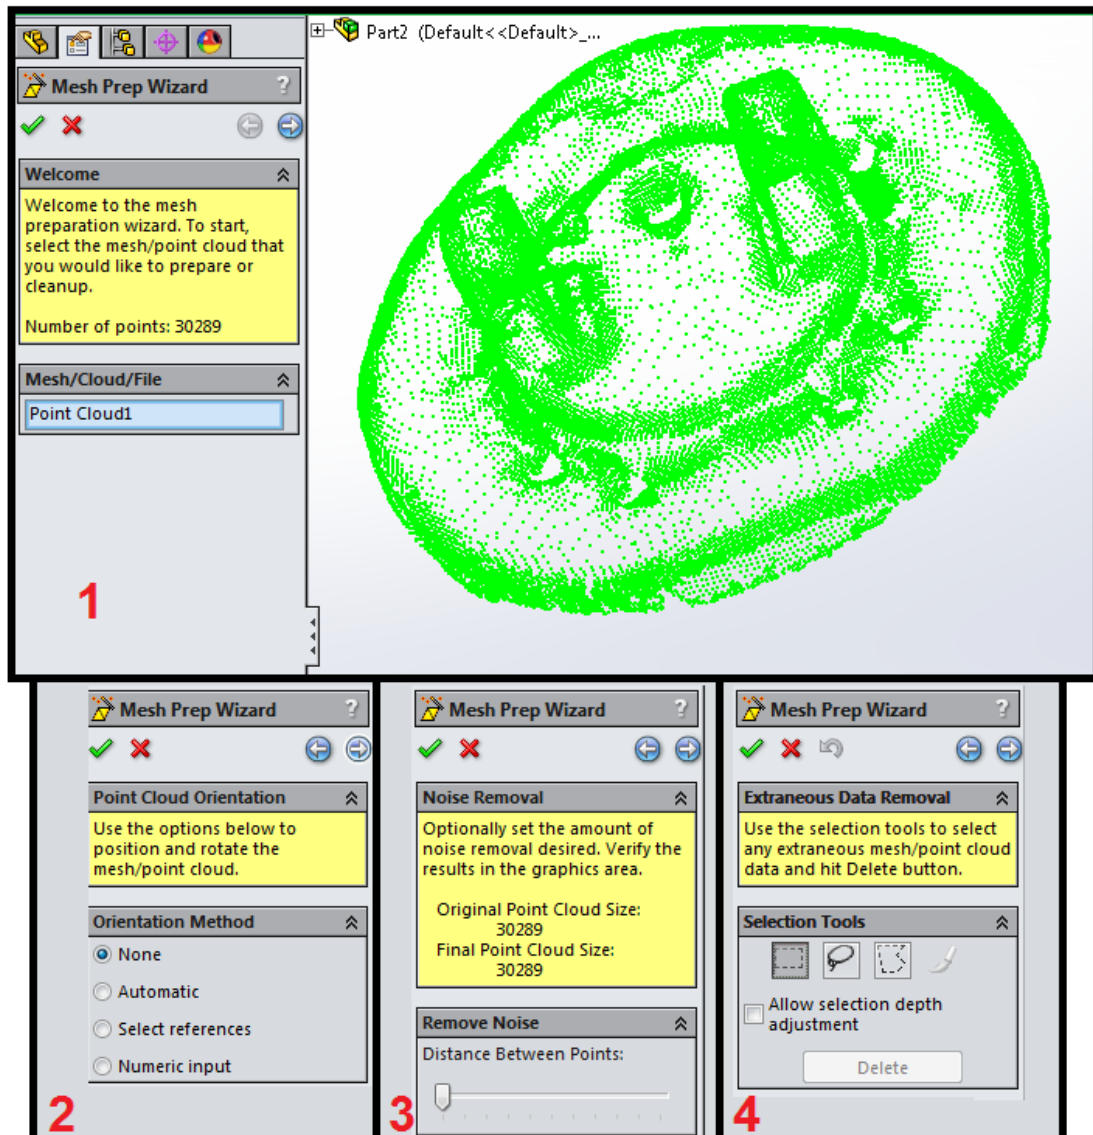 Part2 (Default<<Default>_...
Mesh Prep Wizard ?
Welcome
Welcome to the mesh
preparation wizard. To start,
select the mesh/point cloud that
you would like to prepare or
cleanup.
Number of points: 30289
Mesh/Cloud/File
Point Cloud1
1
Mesh Prep Wizard ?
Point Cloud Orientation
Use the options below to
position and rotate the
mesh/point cloud.
Orientation Method
None
Automatic
Select references
Numeric input
2
Mesh Prep Wizard ?
Noise Removal
Optionally set the amount of
noise removal desired. Verify the
results in the graphics area.
Original Point Cloud Size:
30289
Final Point Cloud Size:
30289
Remove Noise
Distance Between Points:
3
Mesh Prep Wizard ?
Extraneous Data Removal
Use the selection tools to select
any extraneous mesh/point cloud
data and hit Delete button.
Selection Tools
Allow selection depth
adjustment
Delete
4